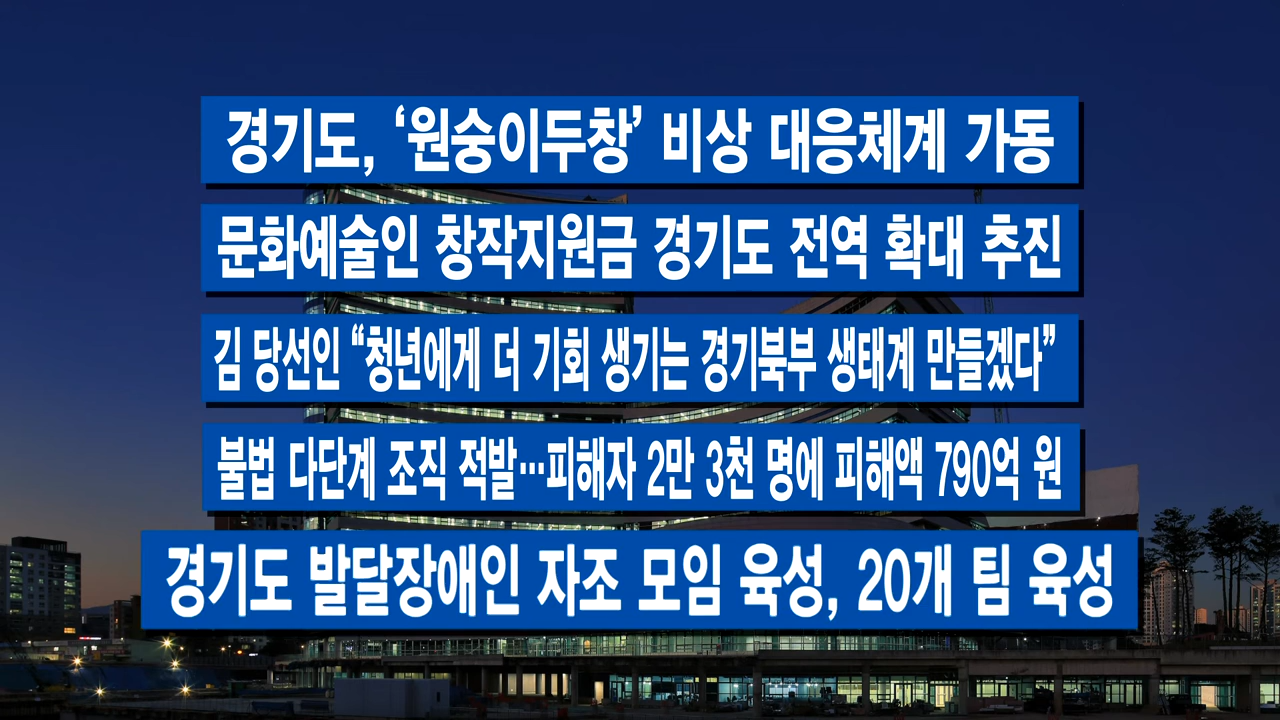 경기도, ‘원숭이두창’ 비상 대응체계 가동
문화예술인 창작지원금 경기도 전역 확대 추진
김 당선인 “청년에게 더 기회 생기는 경기북부 생태계 만들겠다”
불법 다단계 조직 적발…피해자 2만 3천 명에 피해액 790억 원
경기도 발달장애인 자조 모임 육성, 20개 팀 육성